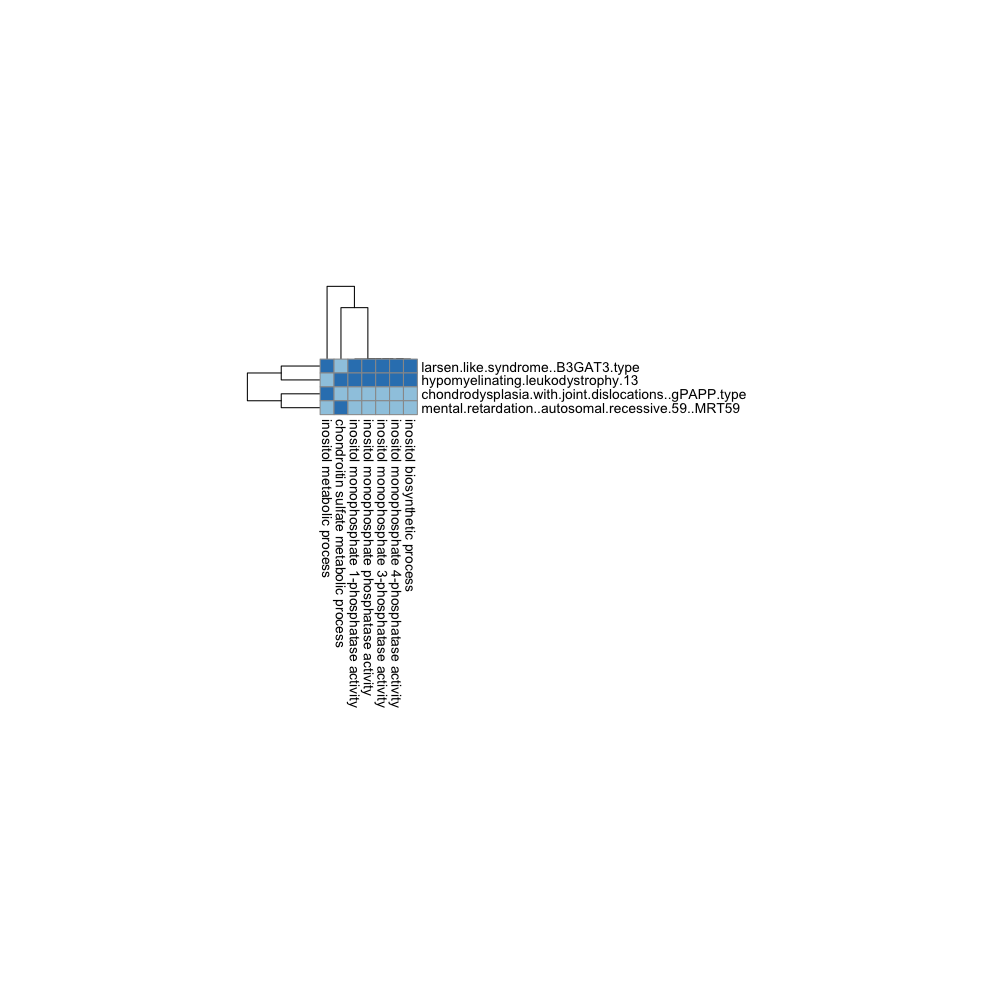 larsen.like.syndrome..B3GAT3.type
hypomyelinating.leukodystrophy.13
chondrodysplasia.with.joint.dislocations..gPAPP.type
mental.retardation..autosomal.recessive.59..MRT59
inositol metabolic process
chondroitin sulfate metabolic process
inositol monophosphate 1-phosphatase activity
inositol monophosphate phosphatase activity
inositol monophosphate 3-phosphatase activity
inositol monophosphate 4-phosphatase activity
inositol biosynthetic process